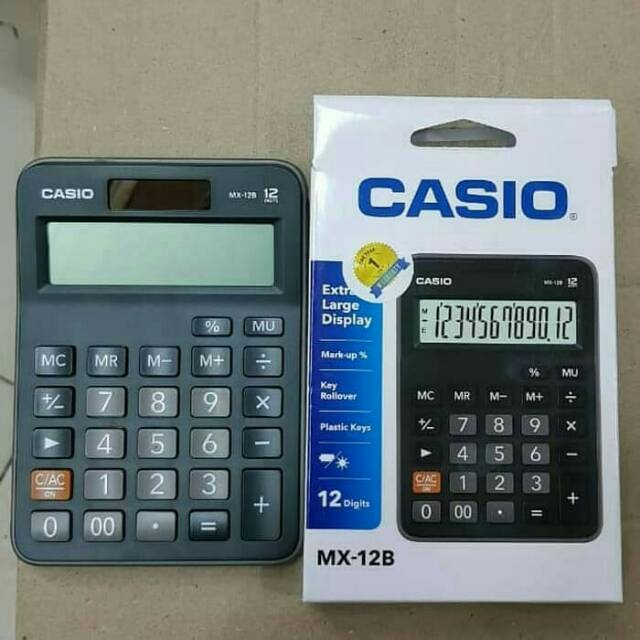 CASIO
MX-12B 12 DIGITS
% MU
MC MR M− M+ ÷
+/− 7 8 9 ×
▶ 4 5 6 −
C/AC ON 1 2 3 +
0 00 · =
CASIO®
1
Extra
Large
Display
Mark-up %
Key
Rollover
Plastic Keys
12 Digits
MX-12B
CASIO
MX-12B 12
M
E
1234567890.12
% MU
MC MR M− M+ ÷
+/− 7 8 9 ×
▶ 4 5 6 −
C/AC ON 1 2 3 +
0 00 · =